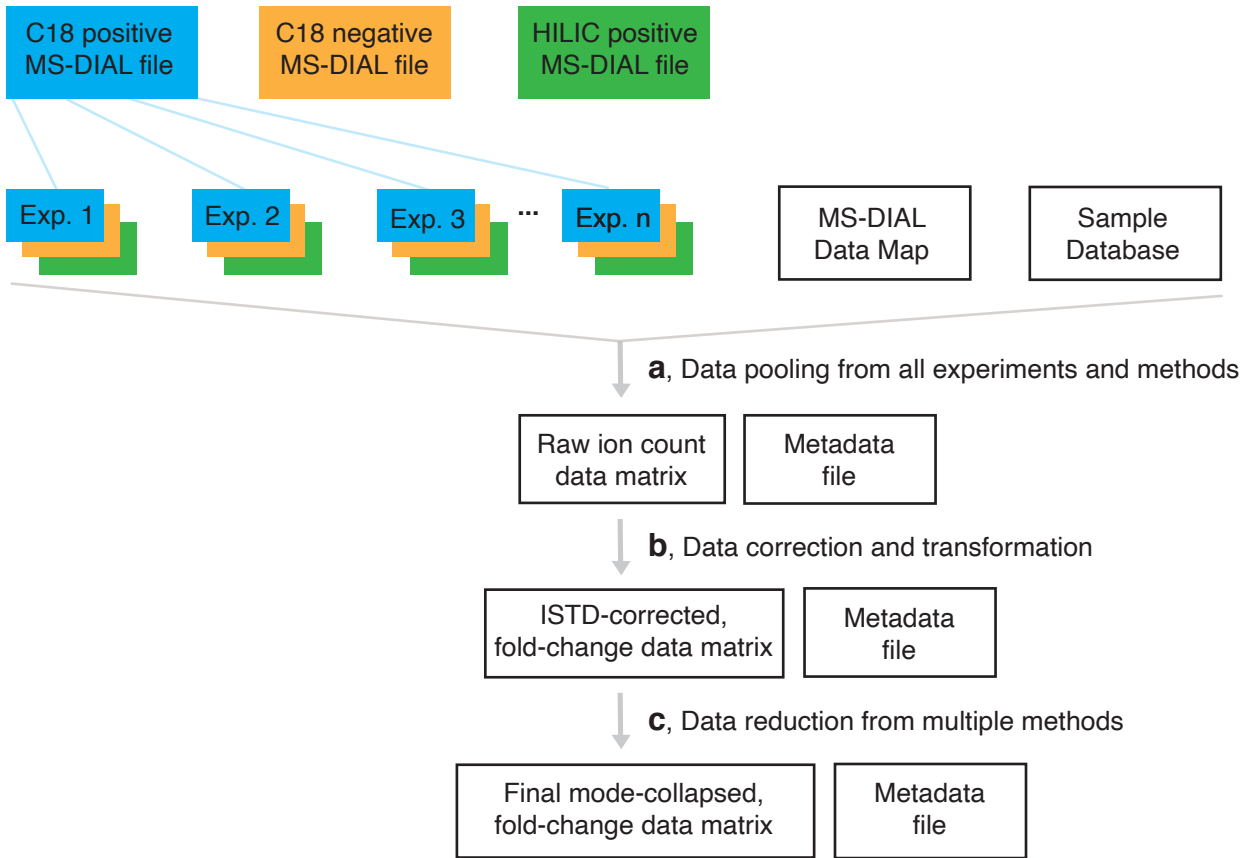 C18 positive
MS-DIAL file
C18 negative
MS-DIAL file
HILIC positive
MS-DIAL file
Exp. 1
Exp. 2
Exp. 3
...
Exp. n
MS-DIAL
Data Map
Sample
Database
a, Data pooling from all experiments and methods
Raw ion count
data matrix
Metadada
file
b, Data correction and transformation
ISTD-corrected,
fold-change data matrix
Metadata
file
c, Data reduction from multiple methods
Final mode-collapsed,
fold-change data matrix
Metadata
file